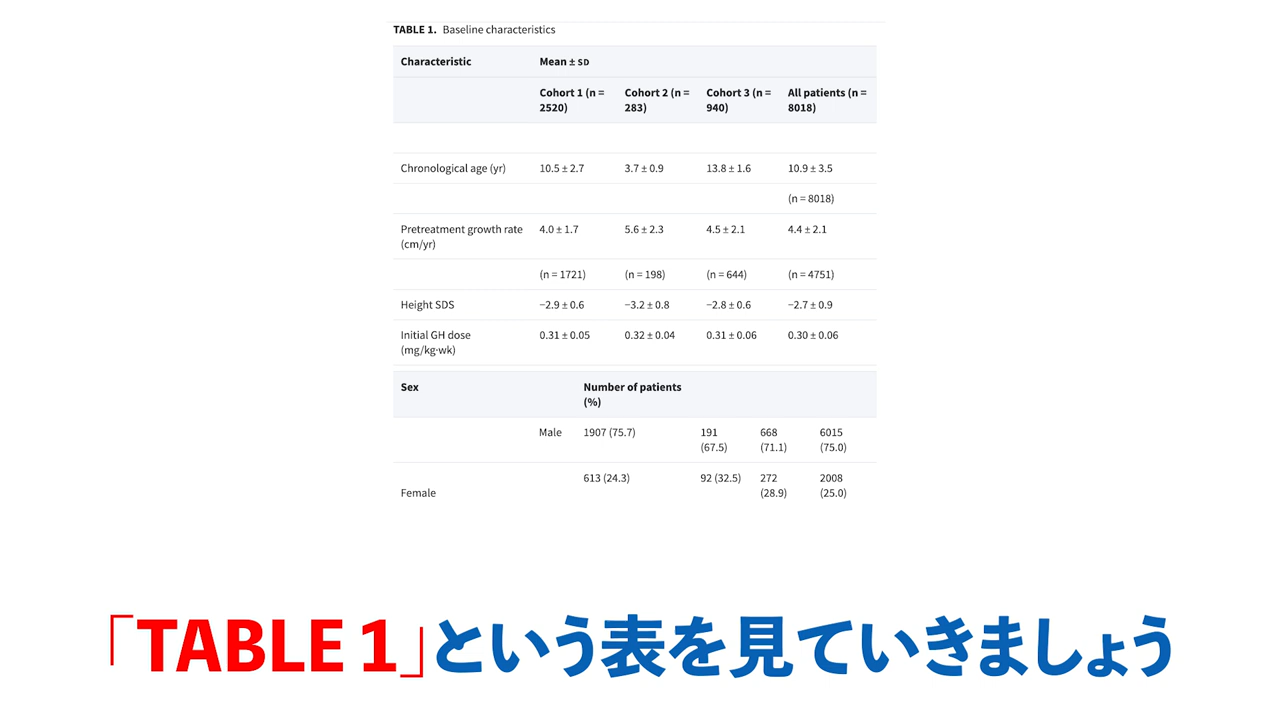 TABLE 1. Baseline characteristics
Characteristic Mean ± SD
Cohort 1 (n = 2520) Cohort 2 (n = 283) Cohort 3 (n = 940) All patients (n = 8018)
Chronological age (yr) 10.5 ± 2.7 3.7 ± 0.9 13.8 ± 1.6 10.9 ± 3.5
(n = 8018)
Pretreatment growth rate (cm/yr) 4.0 ± 1.7 5.6 ± 2.3 4.5 ± 2.1 4.4 ± 2.1
(n = 1721) (n = 198) (n = 644) (n = 4751)
Height SDS −2.9 ± 0.6 −3.2 ± 0.8 −2.8 ± 0.6 −2.7 ± 0.9
Initial GH dose (mg/kg·wk) 0.31 ± 0.05 0.32 ± 0.04 0.31 ± 0.06 0.30 ± 0.06
Sex Number of patients (%)
Male 1907 (75.7) 191 (67.5) 668 (71.1) 6015 (75.0)
Female 613 (24.3) 92 (32.5) 272 (28.9) 2008 (25.0)
「TABLE 1」という表を見ていきましょう